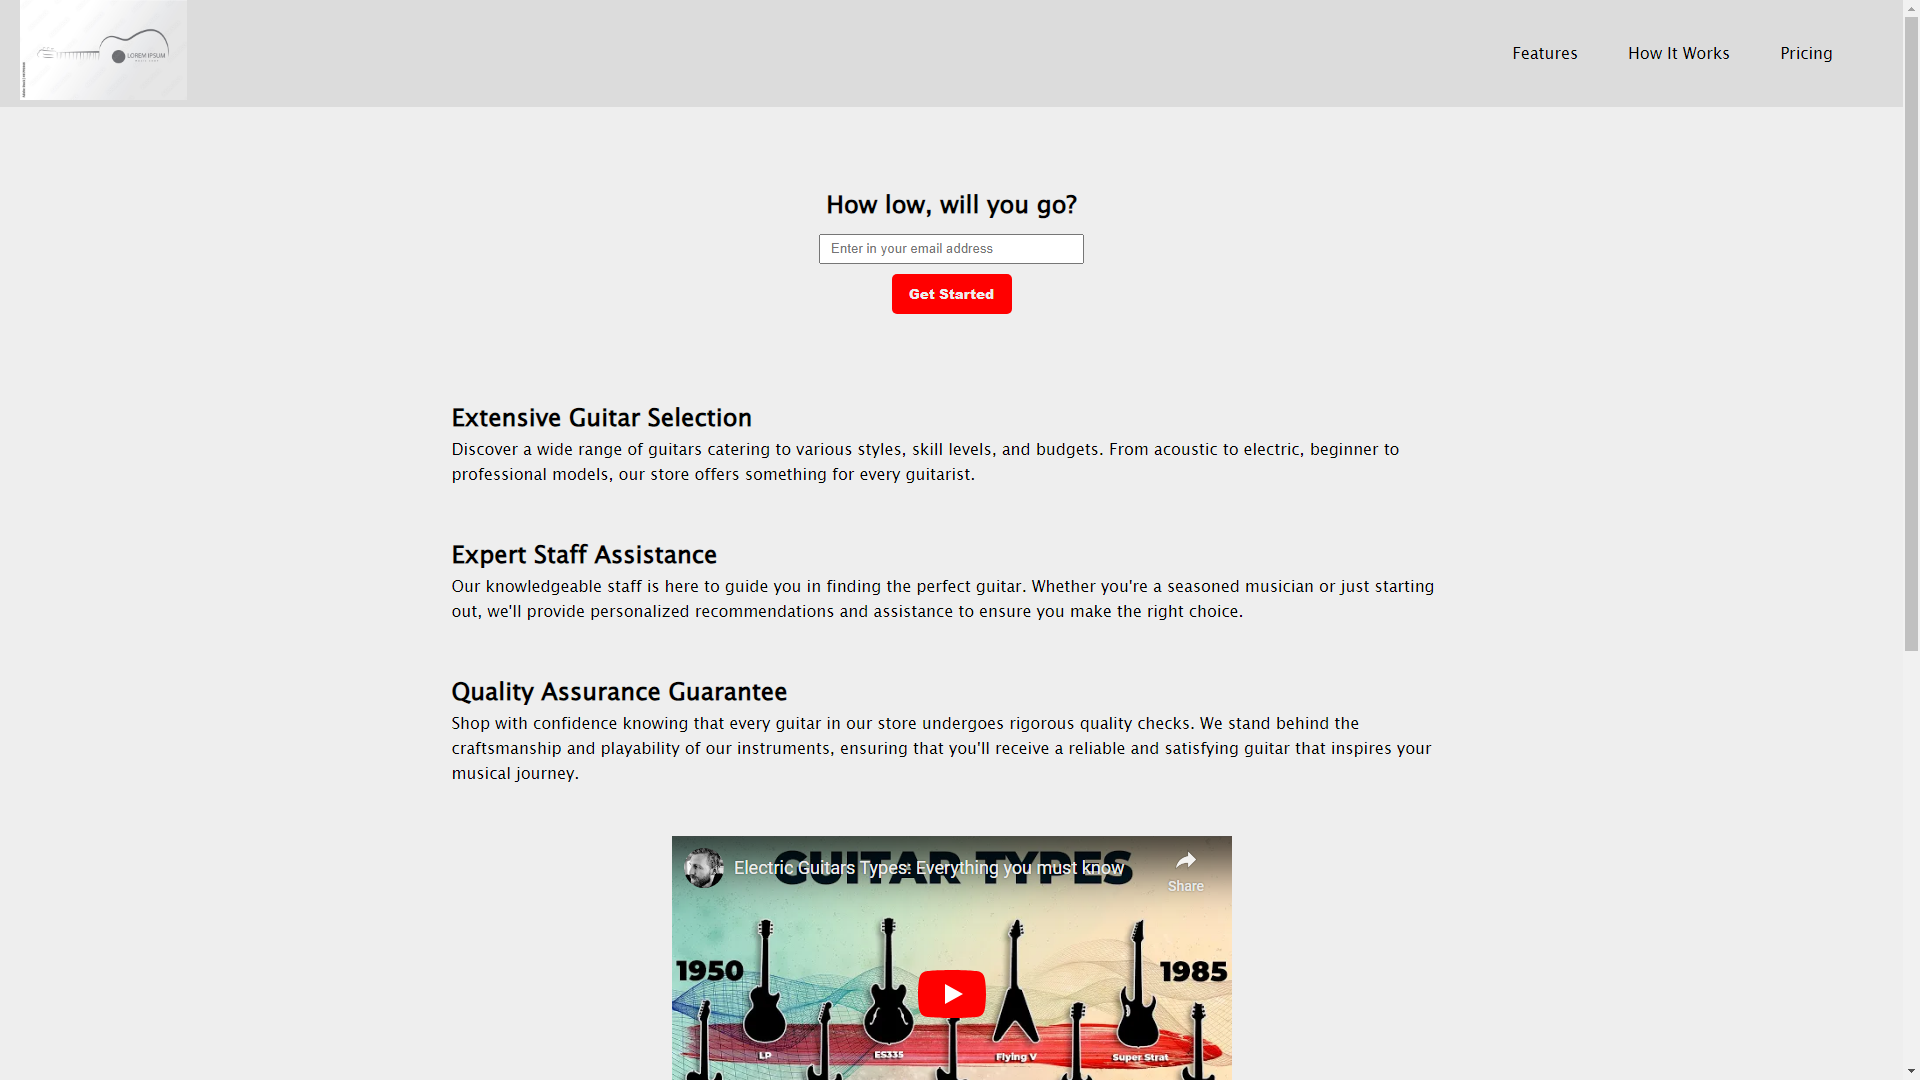 LOREM IPSUM
Features
How It Works
Pricing
How low, will you go?
Enter in your email address
Get Started
Extensive Guitar Selection
Discover a wide range of guitars catering to various styles, skill levels, and budgets. From acoustic to electric, beginner to
professional models, our store offers something for every guitarist.
Expert Staff Assistance
Our knowledgeable staff is here to guide you in finding the perfect guitar. Whether you're a seasoned musician or just starting
out, we'll provide personalized recommendations and assistance to ensure you make the right choice.
Quality Assurance Guarantee
Shop with confidence knowing that every guitar in our store undergoes rigorous quality checks. We stand behind the
craftsmanship and playability of our instruments, ensuring that you'll receive a reliable and satisfying guitar that inspires your
musical journey.
GUITAR TYPES
Electric Guitars Types: Everything you must know
Share
1950
1985
LP
ES335
Flying V
Super Strat